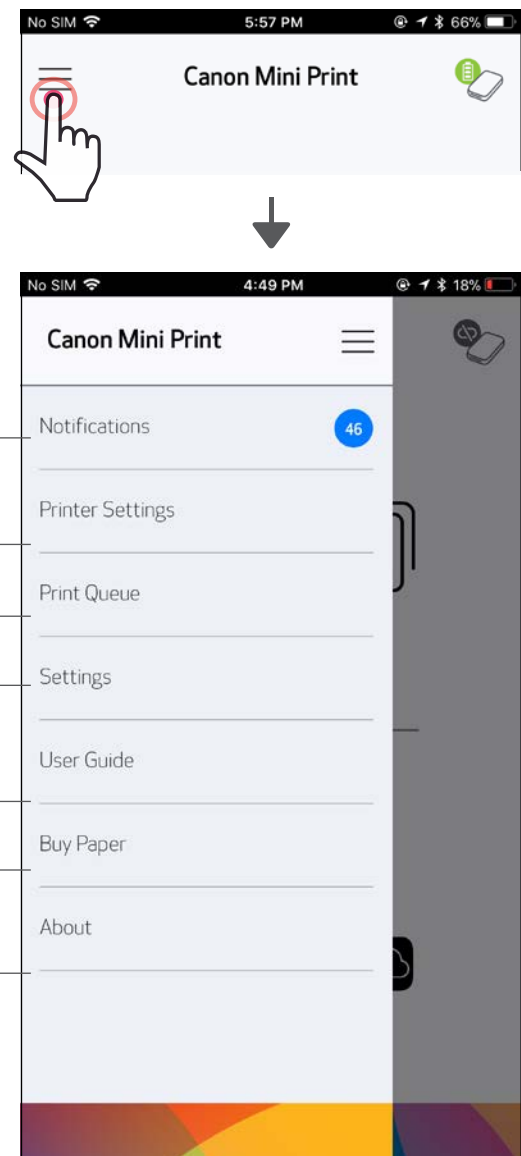 No SIM 5:57 PM 66%
Canon Mini Print
No SIM 4:49 PM 18%
Canon Mini Print
Notifications 46
Printer Settings
Print Queue
Settings
User Guide
Buy Paper
About